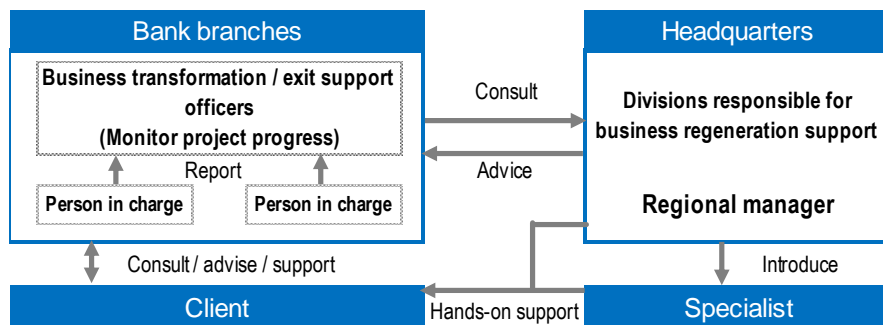 Bank branches
Business transformation / exit support
officers
(Monitor project progress)
Report
Person in charge
Person in charge
Consult
Advice
Headquarters
Divisions responsible for
business regeneration support
Regional manager
Consult / advise / support
Introduce
Client
Hands-on support
Specialist